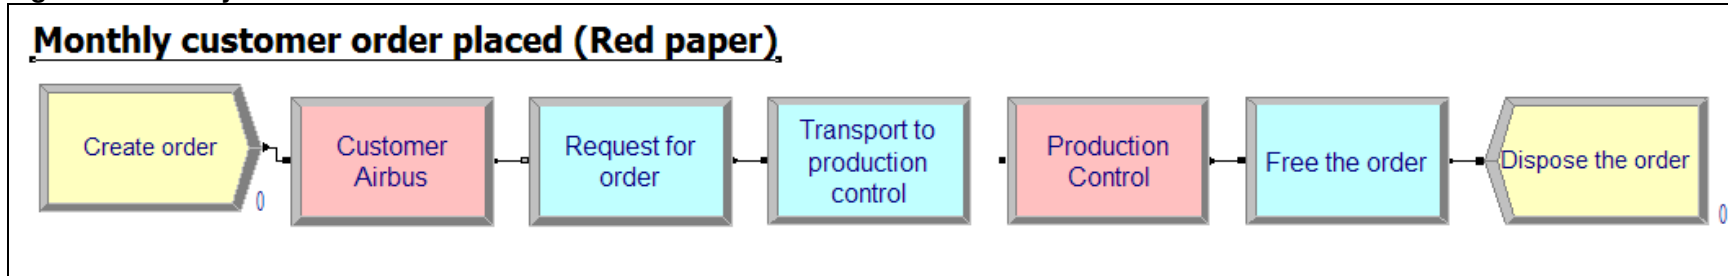 Monthly customer order placed (Red paper)
Create order
0
Customer
Airbus
Request for
order
Transport to
production
control
Production
Control
Free the order
Dispose the order
0